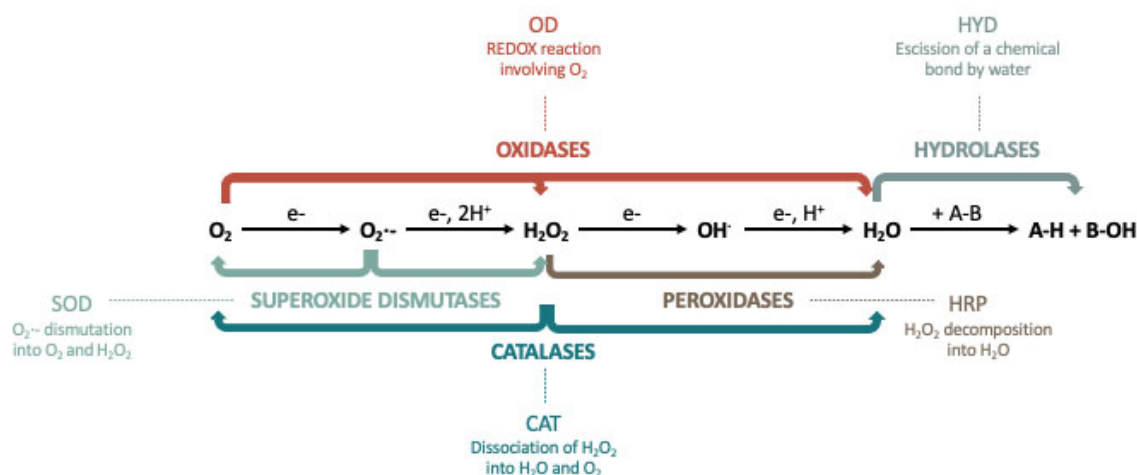 OD
REDOX reaction
involving O₂
HYD
Escission of a chemical
bond by water
OXIDASES
HYDROLASES
e-
e-, 2H⁺
e-
e-, H⁺
+ A-B
O₂
O₂·-
H₂O₂
OH·
H₂O
A-H + B-OH
SOD
SUPEROXIDE DISMUTASES
PEROXIDASES
HRP
O₂·- dismutation
into O₂ and H₂O₂
H₂O₂ decomposition
into H₂O
CATALASES
CAT
Dissociation of H₂O₂
into H₂O and O₂